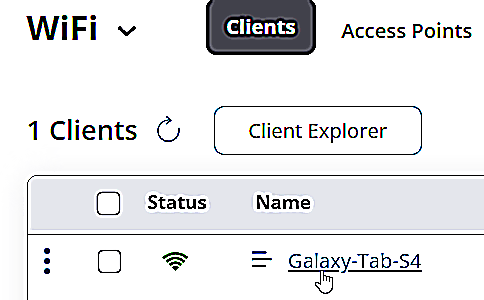 WiFi Clients Access Points
1 Clients Client Explorer
Status Name
Galaxy-Tab-S4